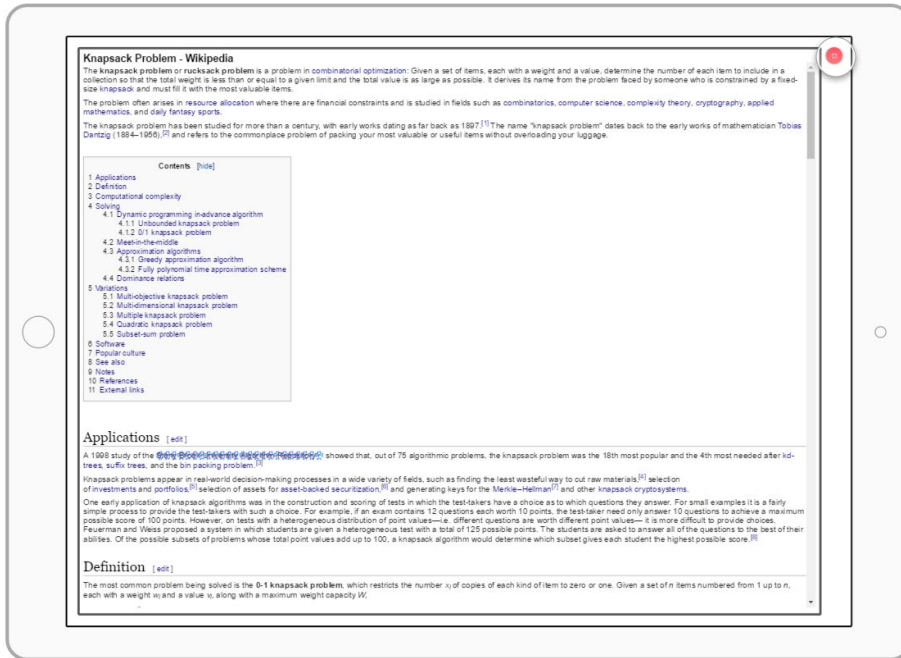 Knapsack Problem - Wikipedia
The knapsack problem or rucksack problem is a problem in combinatorial optimization: Given a set of items, each with a weight and a value, determine the number of each item to include in a
collection so that the total weight is less than or equal to a given limit and the total value is as large as possible. It derives its name from the problem faced by someone who is constrained by a fixed-
size knapsack and must fill it with the most valuable items.
The problem often arises in resource allocation where there are financial constraints and is studied in fields such as combinatorics, computer science, complexity theory, cryptography, applied
mathematics, and daily fantasy sports.
The knapsack problem has been studied for more than a century, with early works dating as far back as 1897.[1] The name "knapsack problem" dates back to the early works of mathematician Tobias
Dantzig (1884–1956),[2] and refers to the commonplace problem of packing your most valuable or useful items without overloading your luggage.
Contents [hide]
1 Applications
2 Definition
3 Computational complexity
4 Solving
4.1 Dynamic programming in-advance algorithm
4.1.1 Unbounded knapsack problem
4.1.2 0/1 knapsack problem
4.2 Meet-in-the-middle
4.3 Approximation algorithms
4.3.1 Greedy approximation algorithm
4.3.2 Fully polynomial time approximation scheme
4.4 Dominance relations
5 Variations
5.1 Multi-objective knapsack problem
5.2 Multi-dimensional knapsack problem
5.3 Multiple knapsack problem
5.4 Quadratic knapsack problem
5.5 Subset-sum problem
6 Software
7 Popular culture
8 See also
9 Notes
10 References
11 External links
Applications [edit]
A 1998 study of the showed that, out of 75 algorithmic problems, the knapsack problem was the 18th most popular and the 4th most needed after kd-
trees, suffix trees, and the bin packing problem.[3]
Knapsack problems appear in real-world decision-making processes in a wide variety of fields, such as finding the least wasteful way to cut raw materials,[4] selection
of investments and portfolios,[5] selection of assets for asset-backed securitization,[6] and generating keys for the Merkle–Hellman[7] and other knapsack cryptosystems.
One early application of knapsack algorithms was in the construction and scoring of tests in which the test-takers have a choice as to which questions they answer. For small examples it is a fairly
simple process to provide the test-takers with such a choice. For example, if an exam contains 12 questions each worth 10 points, the test-taker need only answer 10 questions to achieve a maximum
possible score of 100 points. However, on tests with a heterogeneous distribution of point values—i.e. different questions are worth different point values— it is more difficult to provide choices.
Feuerman and Weiss proposed a system in which students are given a heterogeneous test with a total of 125 possible points. The students are asked to answer all of the questions to the best of their
abilities. Of the possible subsets of problems whose total point values add up to 100, a knapsack algorithm would determine which subset gives each student the highest possible score.[8]
Definition [edit]
The most common problem being solved is the 0-1 knapsack problem, which restricts the number xi of copies of each kind of item to zero or one. Given a set of n items numbered from 1 up to n,
each with a weight wi and a value vi, along with a maximum weight capacity W,